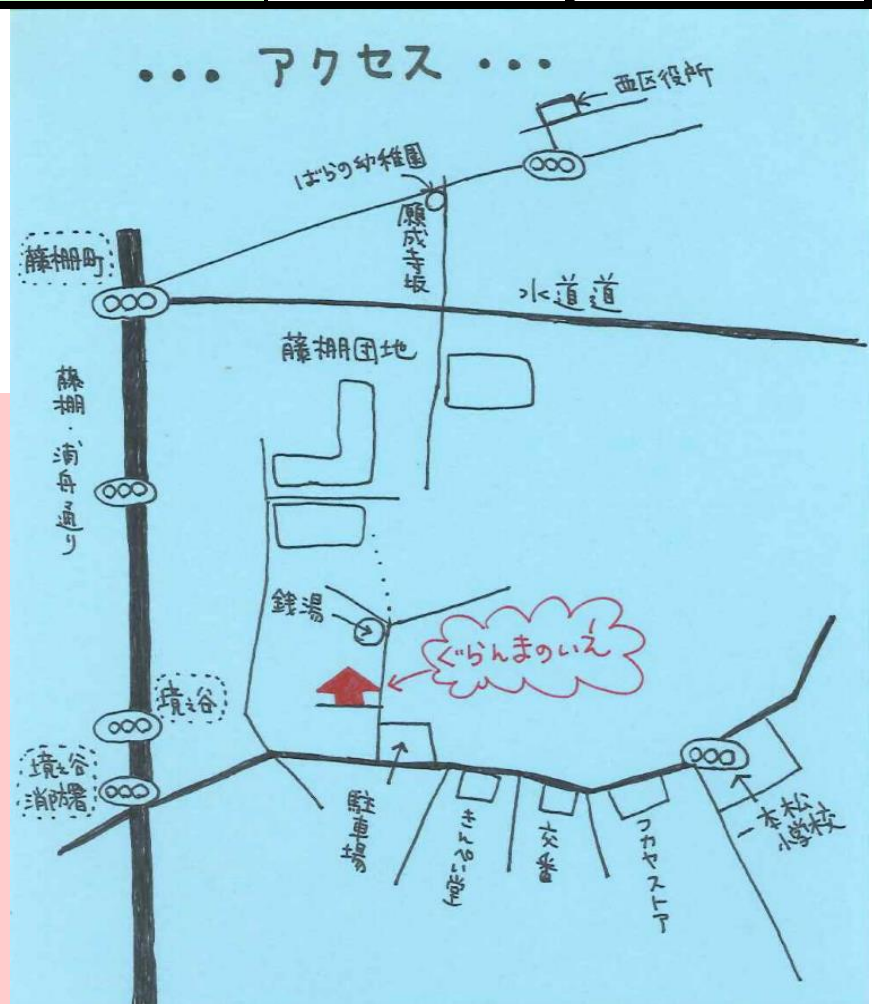 ••• アクセス •••
西区役所
ばらの幼稚園
願成寺坂
藤棚町
水道道
藤棚団地
藤棚・浦舟通り
銭湯
ぐらんまのいえ
境之谷
境之谷
消防署
駐車場
きんぺい堂
交番
フカヤストア
一本松
小学校